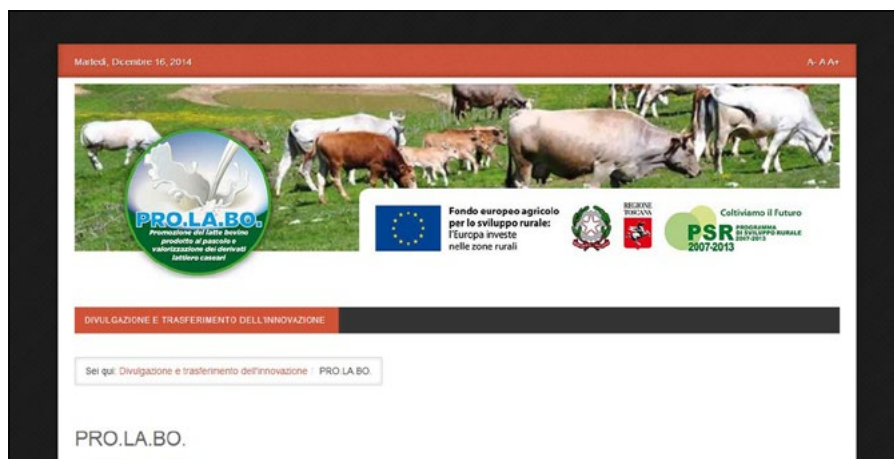 Martedì, Dicembre 16, 2014
A- A A+
PRO.LA.BO.
Promozione del latte bovino
prodotto al pascolo e
valorizzazione dei derivati
lattiero caseari
Fondo europeo agricolo
per lo sviluppo rurale:
l'Europa investe
nelle zone rurali
REGIONE
TOSCANA
Coltiviamo il Futuro
PSR
2007-2013
PROGRAMMA
DI SVILUPPO RURALE
2007-2013
DIVULGAZIONE E TRASFERIMENTO DELL'INNOVAZIONE
Sei qui: Divulgazione e trasferimento dell'innovazione / PRO.LA.BO.
PRO.LA.BO.